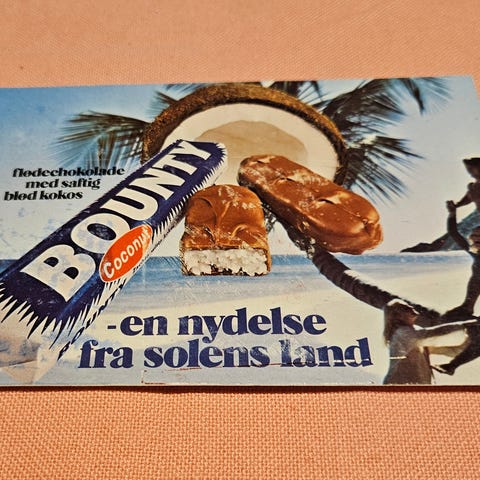 flødechokolade
med saftig
blød kokos
BOUNTY
Coconut
-en nydelse
fra solens land